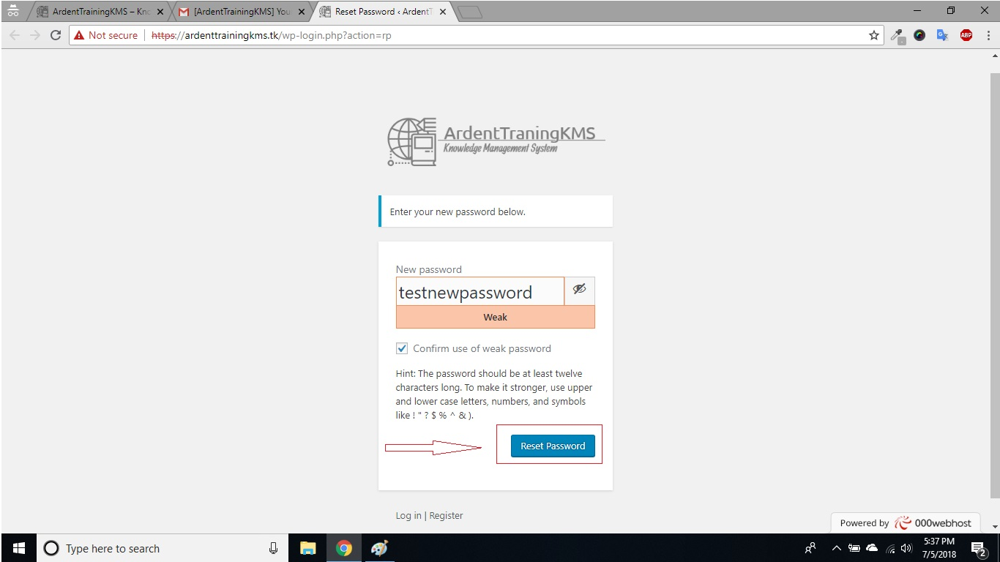 ArdentTrainingKMS – Kno
[ArdentTrainingKMS] You
Reset Password ‹ ArdentT
Not secure
https://ardenttrainingkms.tk/wp-login.php?action=rp
ABP
ArdentTraningKMS
Knowledge Management System
Enter your new password below.
New password
testnewpassword
Weak
Confirm use of weak password
Hint: The password should be at least twelve
characters long. To make it stronger, use upper
and lower case letters, numbers, and symbols
like ! " ? $ % ^ & ).
Reset Password
Log in | Register
Powered by 000webhost
Type here to search
5:37 PM
7/5/2018
2